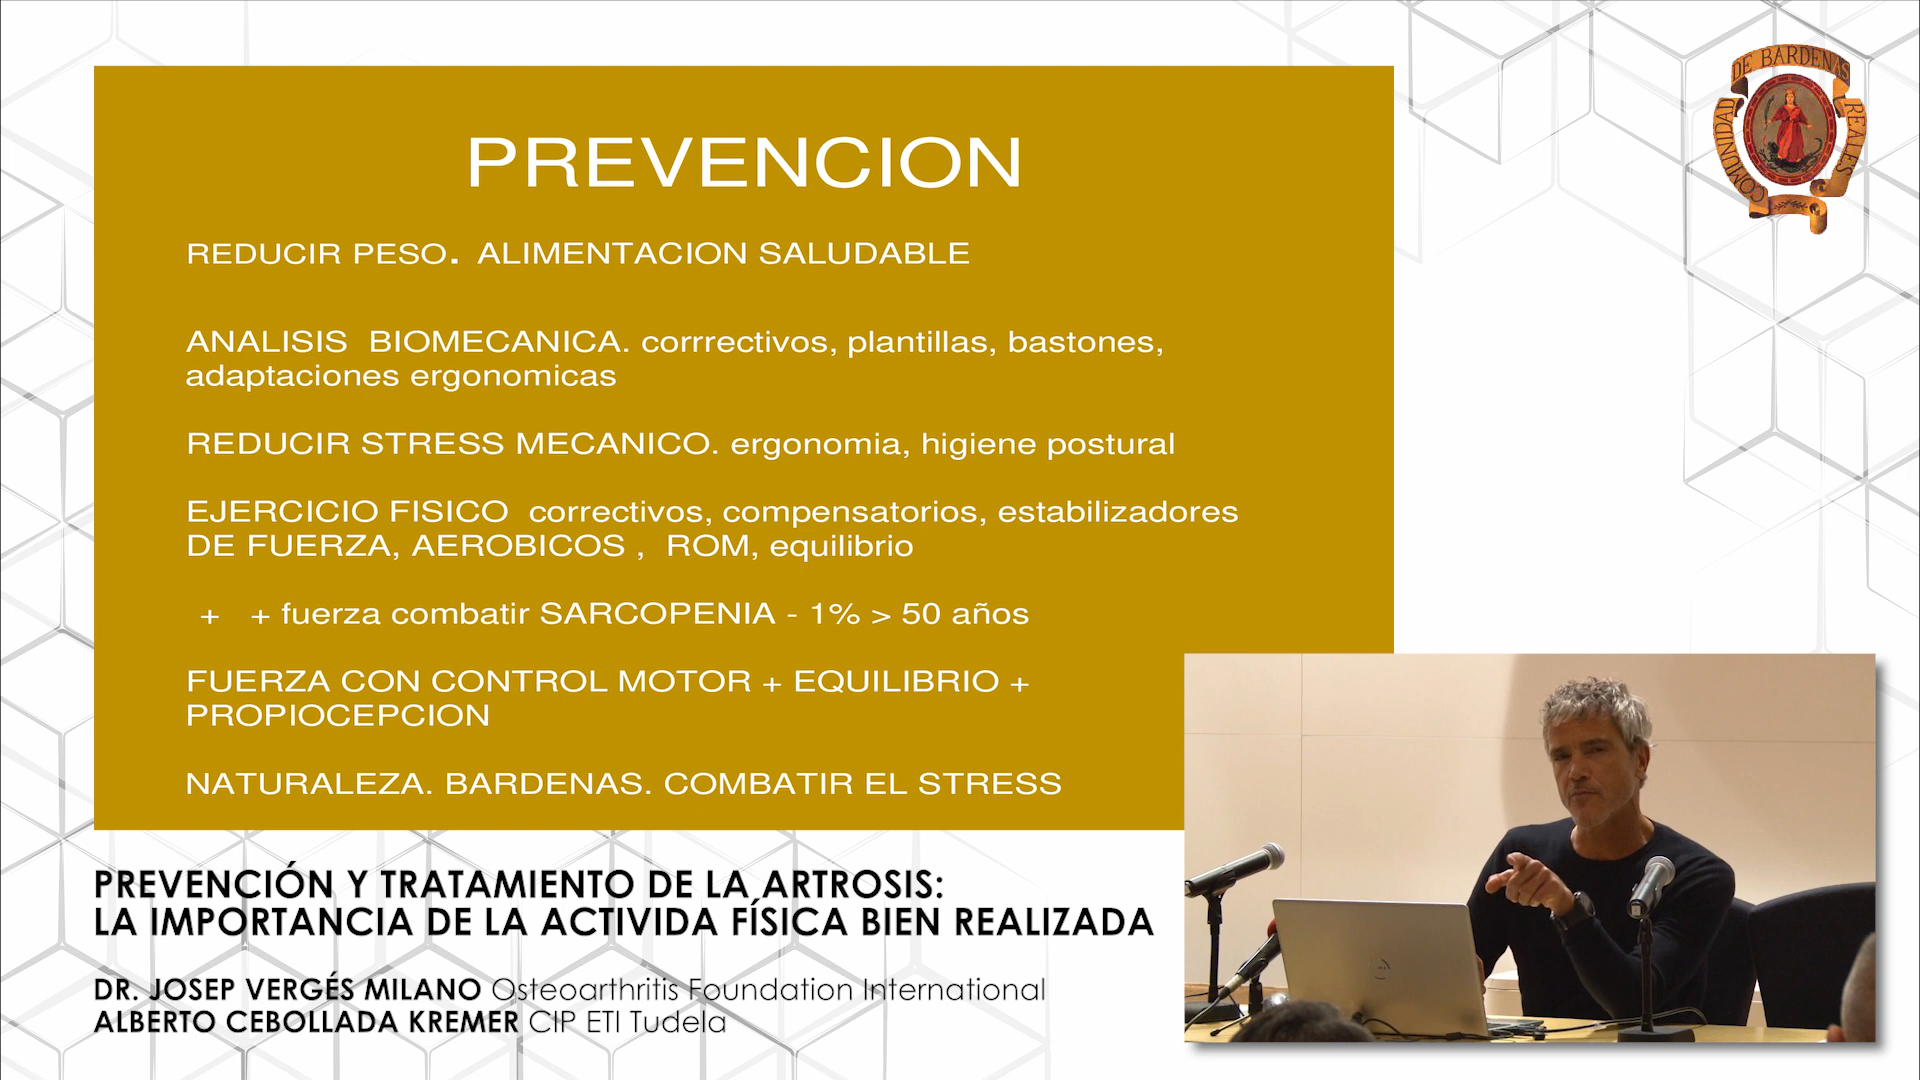 PREVENCION
REDUCIR PESO. ALIMENTACION SALUDABLE
ANALISIS BIOMECANICA. corrrectivos, plantillas, bastones,
adaptaciones ergonomicas
REDUCIR STRESS MECANICO. ergonomia, higiene postural
EJERCICIO FISICO correctivos, compensatorios, estabilizadores
DE FUERZA, AEROBICOS , ROM, equilibrio
+ + fuerza combatir SARCOPENIA - 1% > 50 años
FUERZA CON CONTROL MOTOR + EQUILIBRIO +
PROPIOCEPCION
NATURALEZA. BARDENAS. COMBATIR EL STRESS
COMUNIDAD DE BARDENAS REALES
PREVENCIÓN Y TRATAMIENTO DE LA ARTROSIS:
LA IMPORTANCIA DE LA ACTIVIDA FÍSICA BIEN REALIZADA
DR. JOSEP VERGÉS MILANO Osteoarthritis Foundation International
ALBERTO CEBOLLADA KREMER CIP ETI Tudela